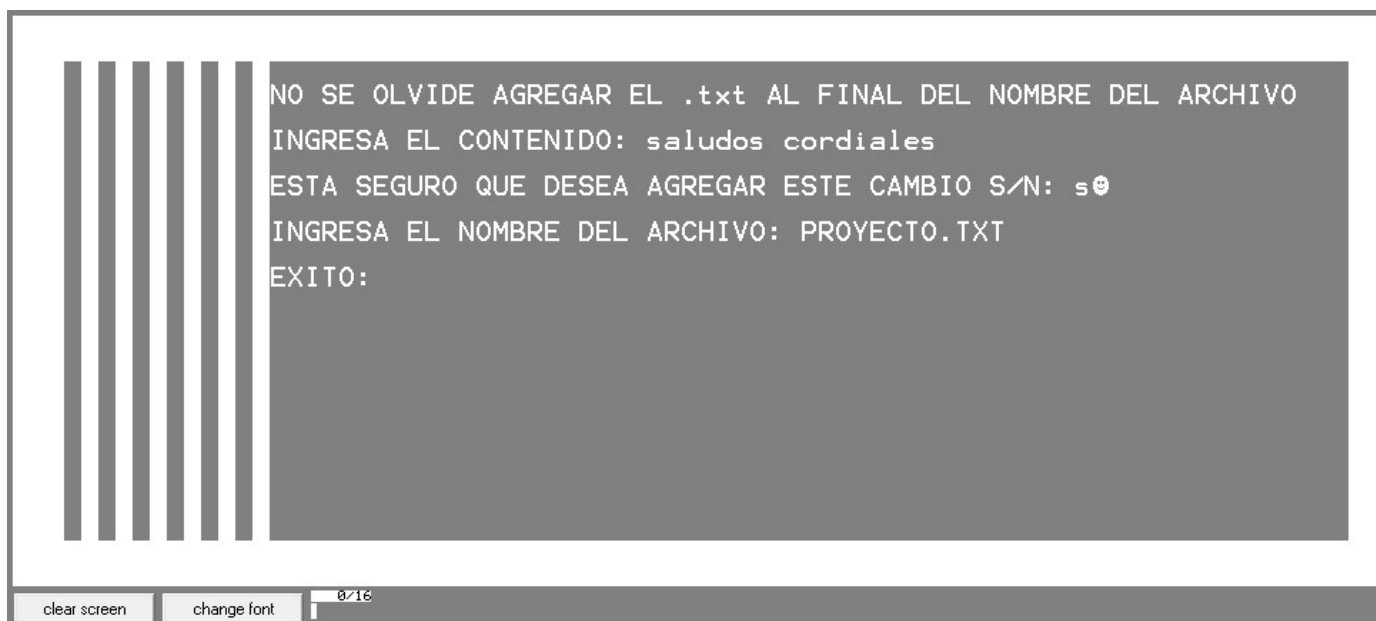 NO SE OLVIDE AGREGAR EL .txt AL FINAL DEL NOMBRE DEL ARCHIVO
INGRESA EL CONTENIDO: saludos cordiales
ESTA SEGURO QUE DESEA AGREGAR ESTE CAMBIO S/N: s☻
INGRESA EL NOMBRE DEL ARCHIVO: PROYECTO.TXT
EXITO:
clear screen change font 0/16